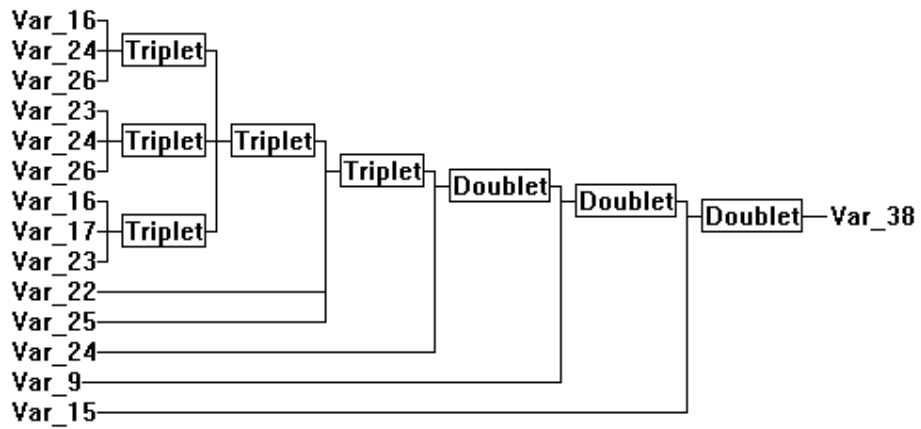 Var_16
Var_24 Triplet
Var_26
Var_23
Var_24 Triplet Triplet
Var_26 Triplet
Doublet
Var_16 Doublet
Doublet Var_38
Var_17 Triplet
Var_23
Var_22
Var_25
Var_24
Var_9
Var_15